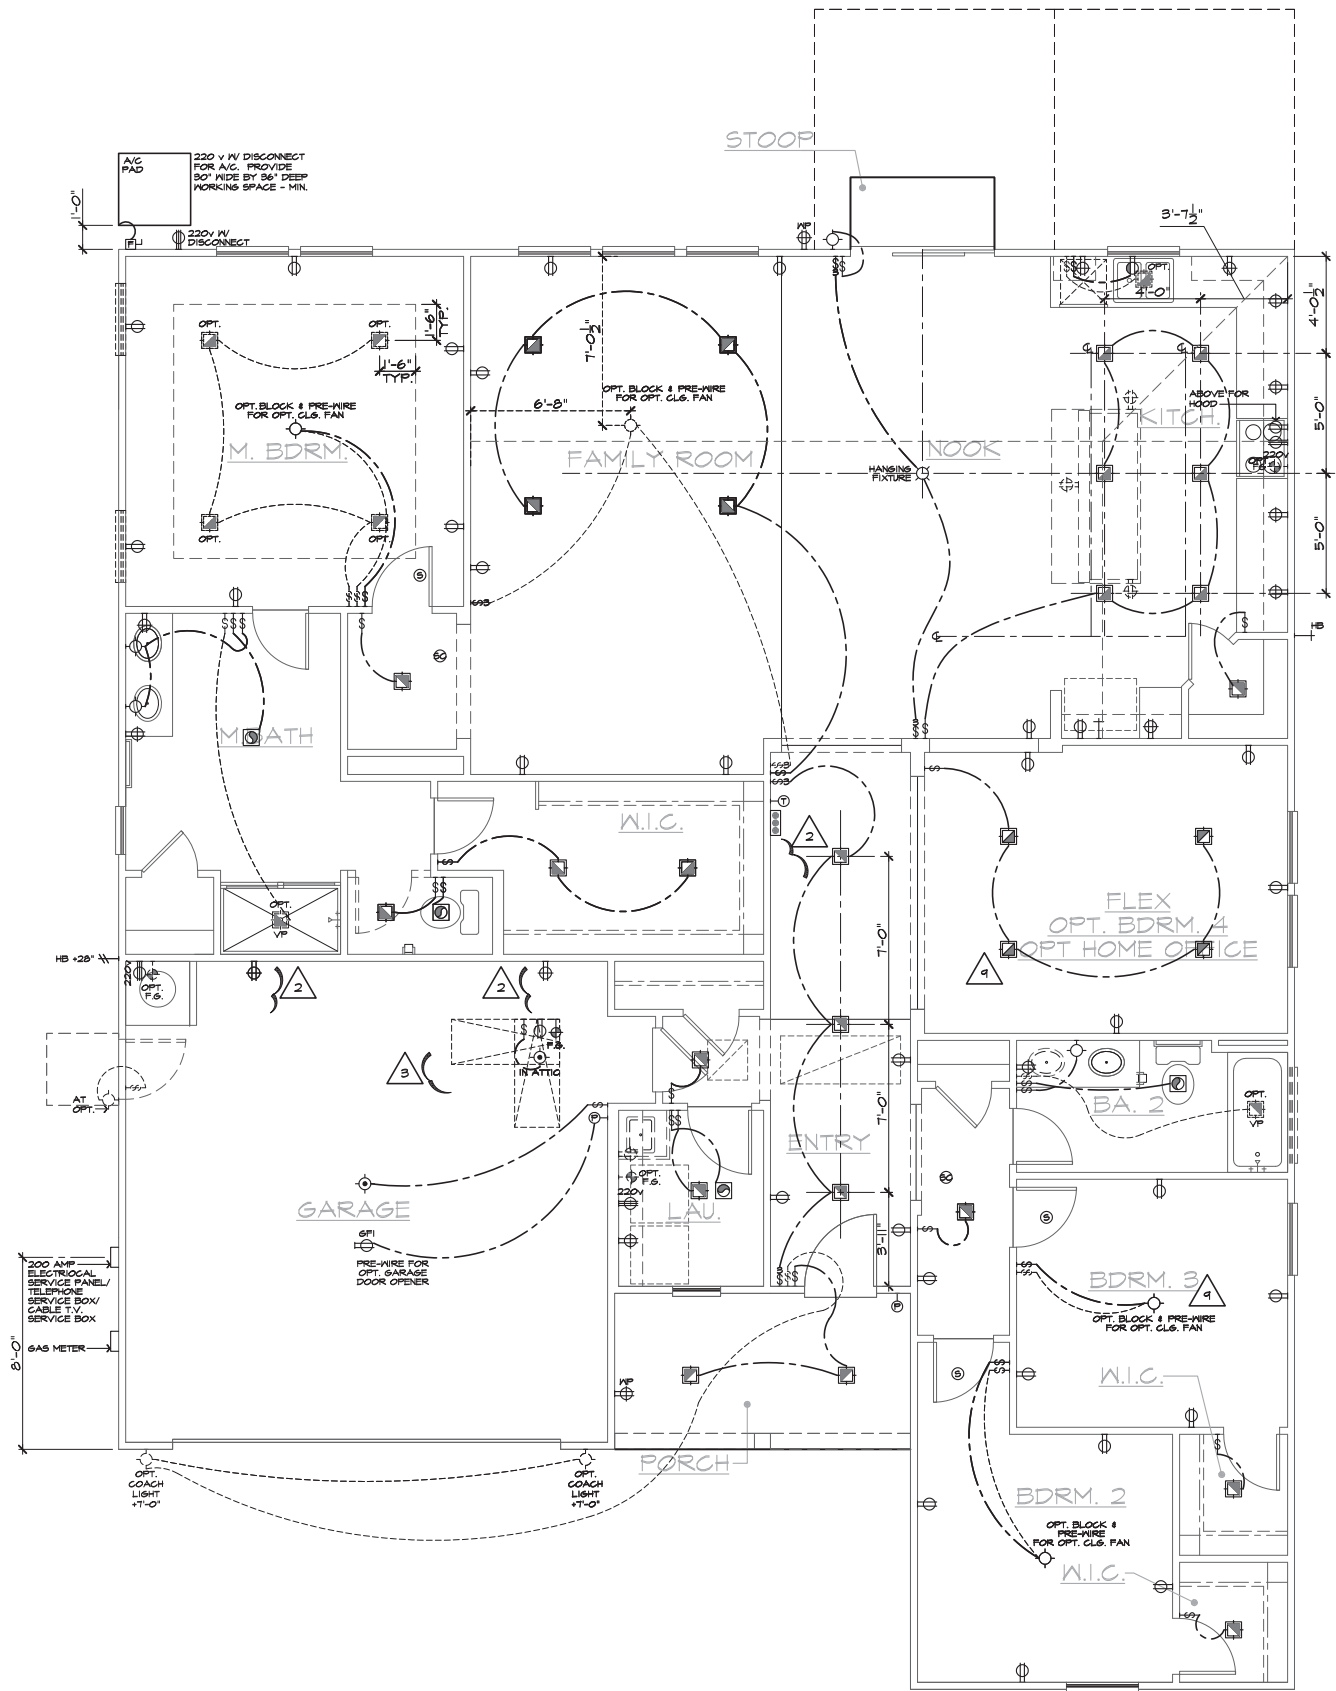 STOOP
A/C
PAD
220 v W/ DISCONNECT
FOR A/C. PROVIDE
30" WIDE BY 36" DEEP
WORKING SPACE - MIN.
1'-0"
F
220v W/
DISCONNECT
WP
3'-7½"
OPT.
4'-0"
4'-0½"
OPT.
OPT.
1'-6"
TYP.
1'-6"
TYP.
7'-0½"
OPT. BLOCK & PRE-WIRE
FOR OPT. CLG. FAN
M. BDRM.
OPT.
OPT.
6'-8"
OPT. BLOCK & PRE-WIRE
FOR OPT. CLG. FAN
FAMILY ROOM
NOOK
HANGING
FIXTURE
KITCH.
ABOVE FOR
HOOD
220v
5'-0"
5'-0"
S
SC
HB
M. BATH
W.I.C.
T
2
OPT.
VP
FLEX
OPT. BDRM. 4
OPT HOME OFFICE
9
7'-0"
HB +28"
220v
OPT.
F.G.
2
2
3
F.G.
IN ATTIC
AT
OPT.
P
GARAGE
GFI
PRE-WIRE FOR
OPT. GARAGE
DOOR OPENER
OPT.
F.G.
220v
LAU.
ENTRY
7'-0"
3'-11"
BA. 2
OPT.
VP
SC
S
BDRM. 3
9
OPT. BLOCK & PRE-WIRE
FOR OPT. CLG. FAN
200 AMP
ELECTRIOCAL
SERVICE PANEL/
TELEPHONE
SERVICE BOX/
CABLE T.V.
SERVICE BOX
GAS METER
8'-0"
P
WP
S
W.I.C.
PORCH
OPT.
COACH
LIGHT
+7'-0"
OPT.
COACH
LIGHT
+7'-0"
BDRM. 2
OPT. BLOCK &
PRE-WIRE
FOR OPT. CLG. FAN
W.I.C.